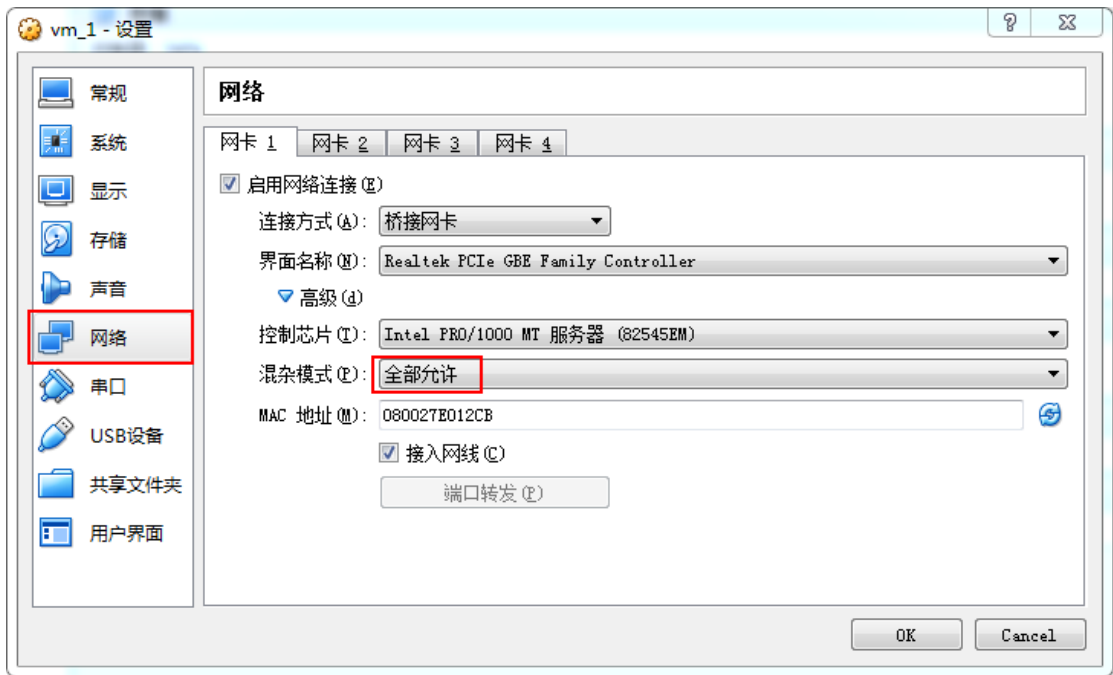 vm_1 - 设置
常规
系统
显示
存储
声音
网络
串口
USB设备
共享文件夹
用户界面
网络
网卡 1 网卡 2 网卡 3 网卡 4
启用网络连接(E)
连接方式(A): 桥接网卡
界面名称(N): Realtek PCIe GBE Family Controller
高级(d)
控制芯片(T): Intel PRO/1000 MT 服务器 (82545EM)
混杂模式(P): 全部允许
MAC 地址(M): 080027E012CB
接入网线(C)
端口转发(P)
OK Cancel